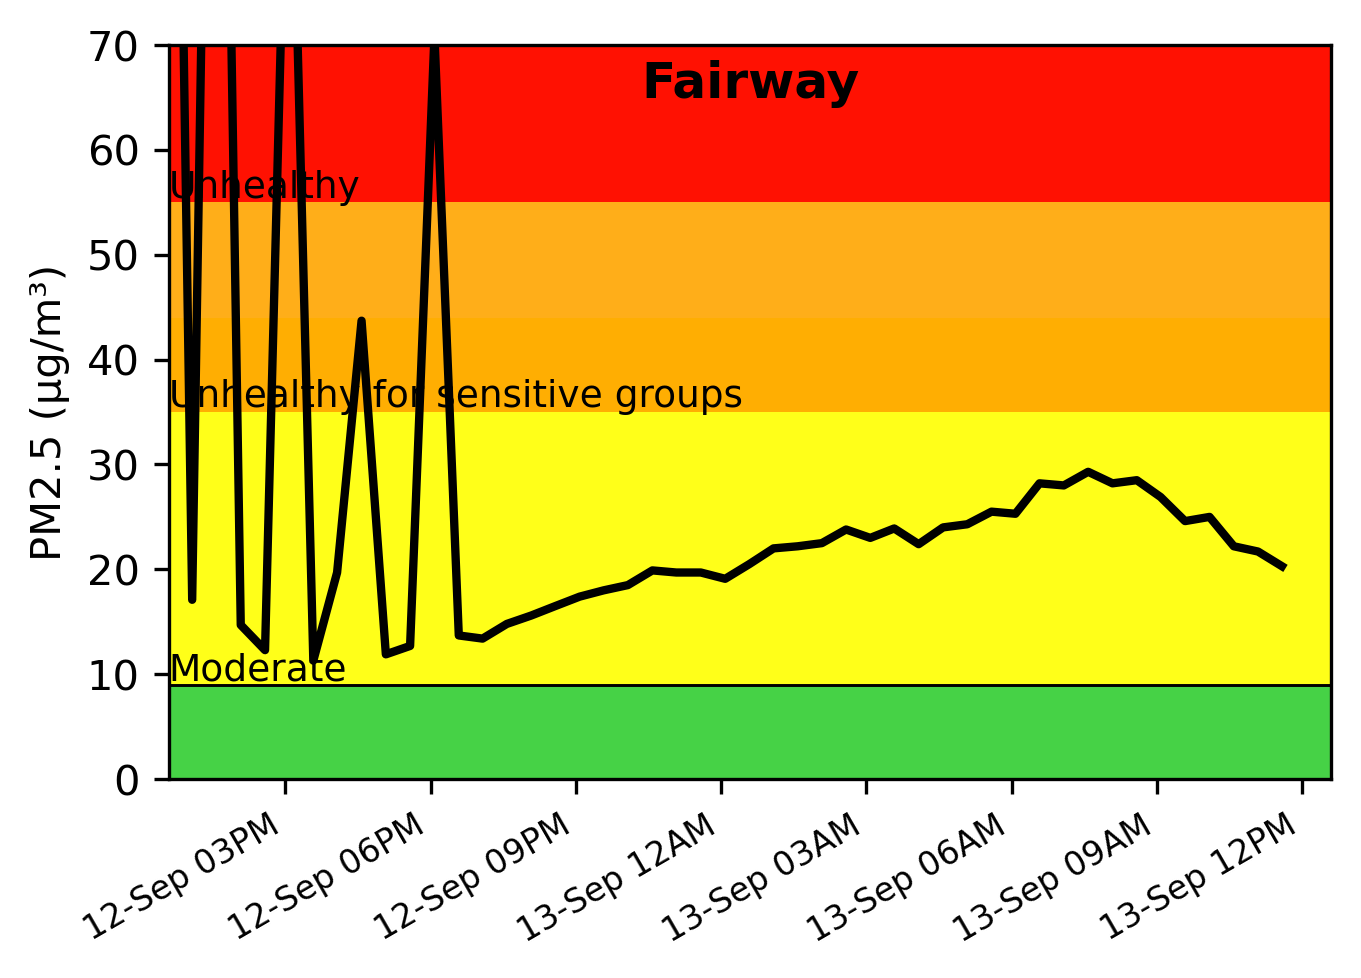 Fairway
70
60
50
40
30
20
10
0
PM2.5 (µg/m³)
Unhealthy
Unhealthy for sensitive groups
Moderate
12-Sep 03PM
12-Sep 06PM
12-Sep 09PM
13-Sep 12AM
13-Sep 03AM
13-Sep 06AM
13-Sep 09AM
13-Sep 12PM